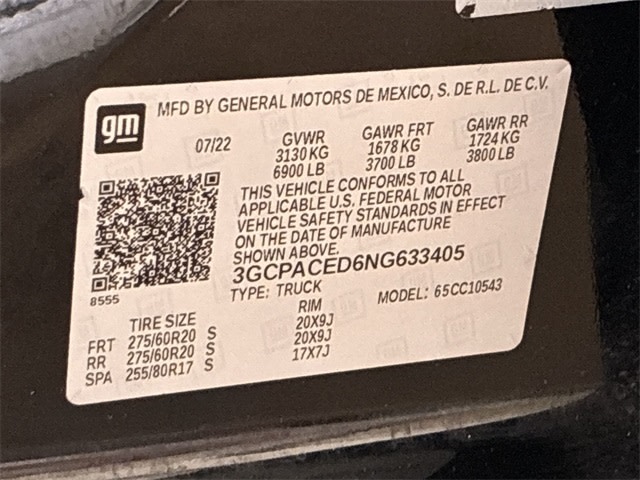 gm MFD BY GENERAL MOTORS DE MEXICO, S. DE R.L. DE C.V.
07/22 GVWR GAWR FRT GAWR RR
3130 KG 1678 KG 1724 KG
6900 LB 3700 LB 3800 LB
THIS VEHICLE CONFORMS TO ALL
APPLICABLE U.S. FEDERAL MOTOR
VEHICLE SAFETY STANDARDS IN EFFECT
ON THE DATE OF MANUFACTURE
SHOWN ABOVE.
3GCPACED6NG633405
8555 TYPE: TRUCK MODEL: 65CC10543
TIRE SIZE RIM
FRT 275/60R20 S 20X9J
RR 275/60R20 S 20X9J
SPA 255/80R17 S 17X7J